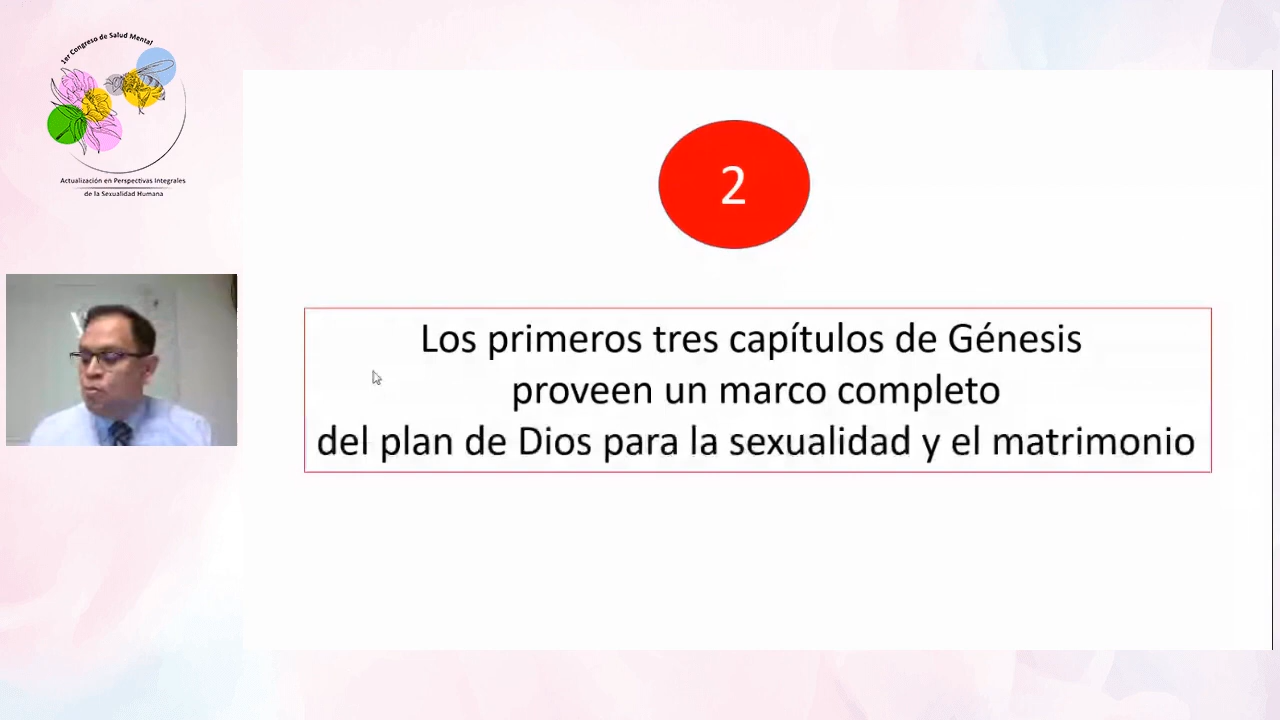 1er Congreso de Salud Mental
Actualización en Perspectivas Integrales
de la Sexualidad Humana
2
Los primeros tres capítulos de Génesis
proveen un marco completo
del plan de Dios para la sexualidad y el matrimonio